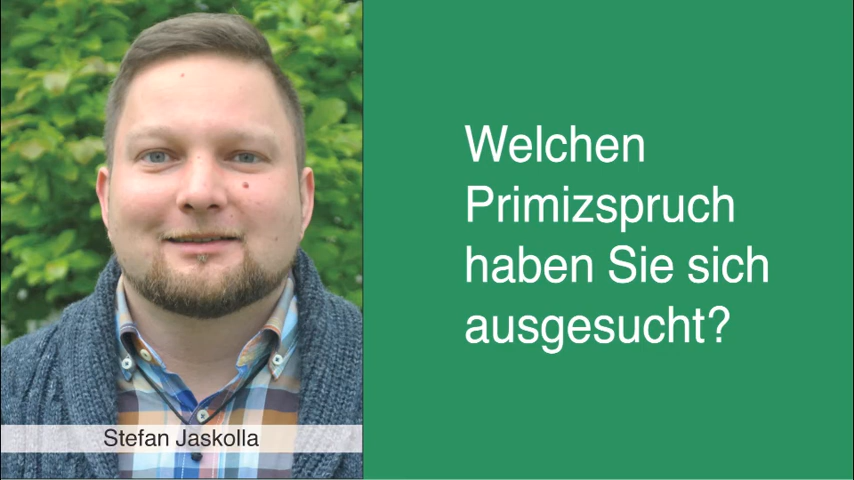 Stefan Jaskolla
Welchen
Primizspruch
haben Sie sich
ausgesucht?